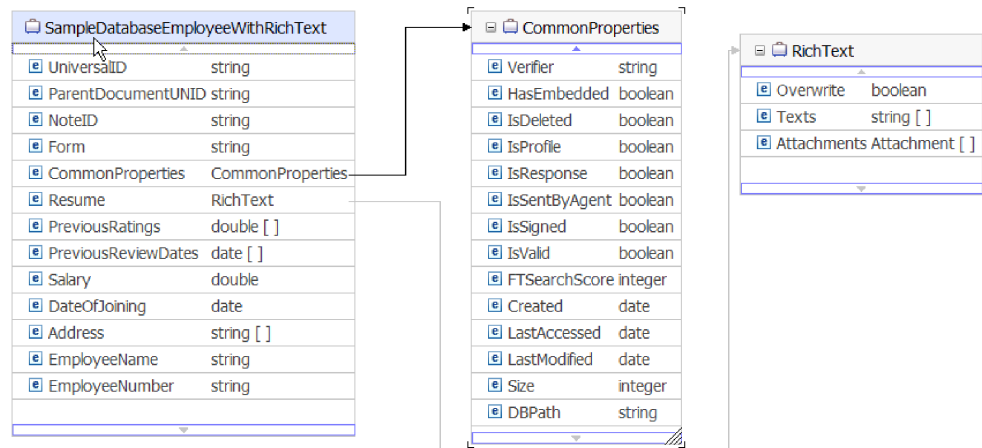 SampleDatabaseEmployeeWithRichText
UniversalID string
ParentDocumentUNID string
NoteID string
Form string
CommonProperties CommonProperties
Resume RichText
PreviousRatings double [ ]
PreviousReviewDates date [ ]
Salary double
DateOfJoining date
Address string [ ]
EmployeeName string
EmployeeNumber string
CommonProperties
Verifier string
HasEmbedded boolean
IsDeleted boolean
IsProfile boolean
IsResponse boolean
IsSentByAgent boolean
IsSigned boolean
IsValid boolean
FTSearchScore integer
Created date
LastAccessed date
LastModified date
Size integer
DBPath string
RichText
Overwrite boolean
Texts string [ ]
Attachments Attachment [ ]